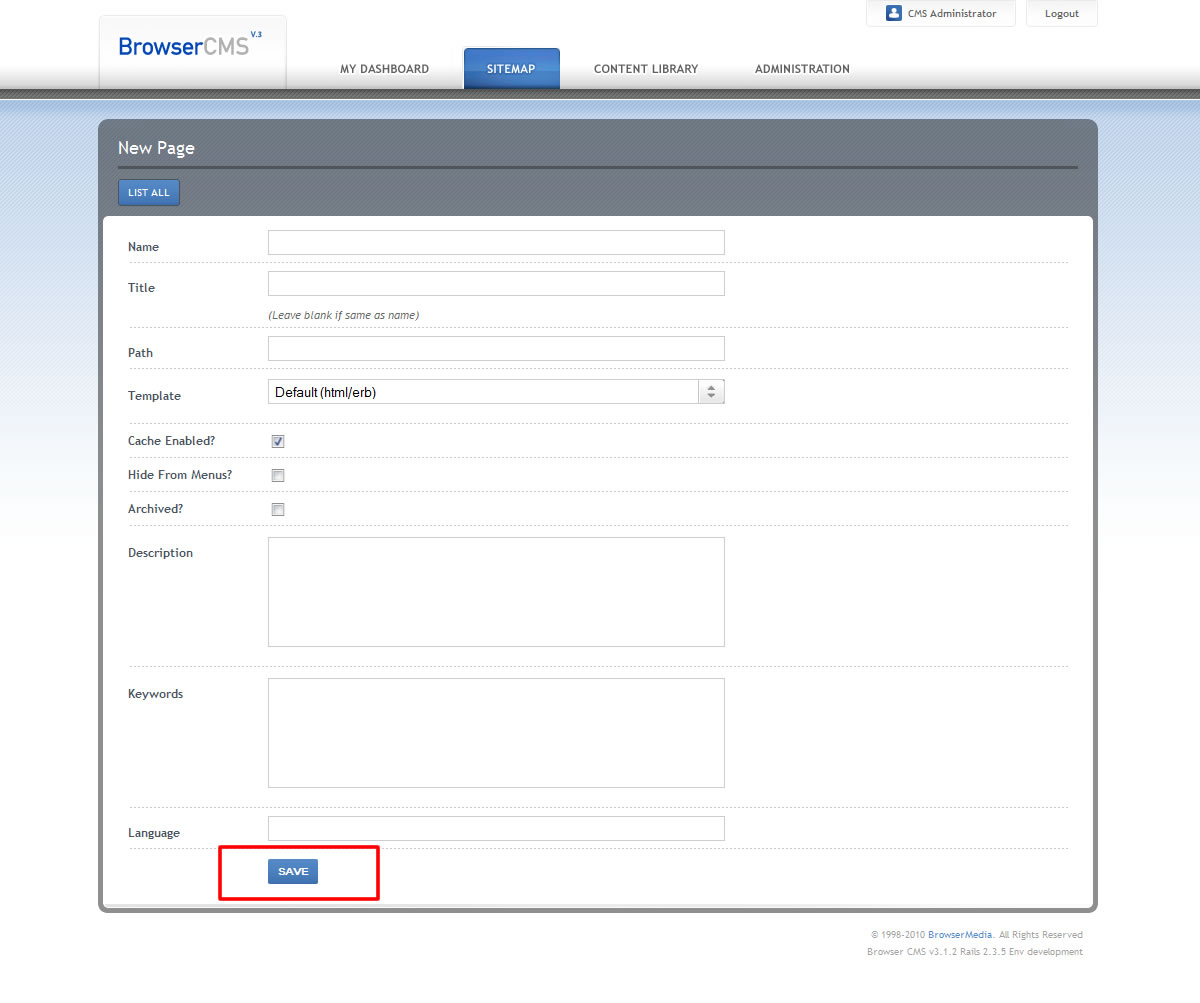 CMS Administrator
Logout
BrowserCMS V.3
MY DASHBOARD
SITEMAP
CONTENT LIBRARY
ADMINISTRATION
New Page
LIST ALL
Name
Title
(Leave blank if same as name)
Path
Template
Default (html/erb)
Cache Enabled?
Hide From Menus?
Archived?
Description
Keywords
Language
SAVE
© 1998-2010 BrowserMedia. All Rights Reserved
Browser CMS v3.1.2 Rails 2.3.5 Env development